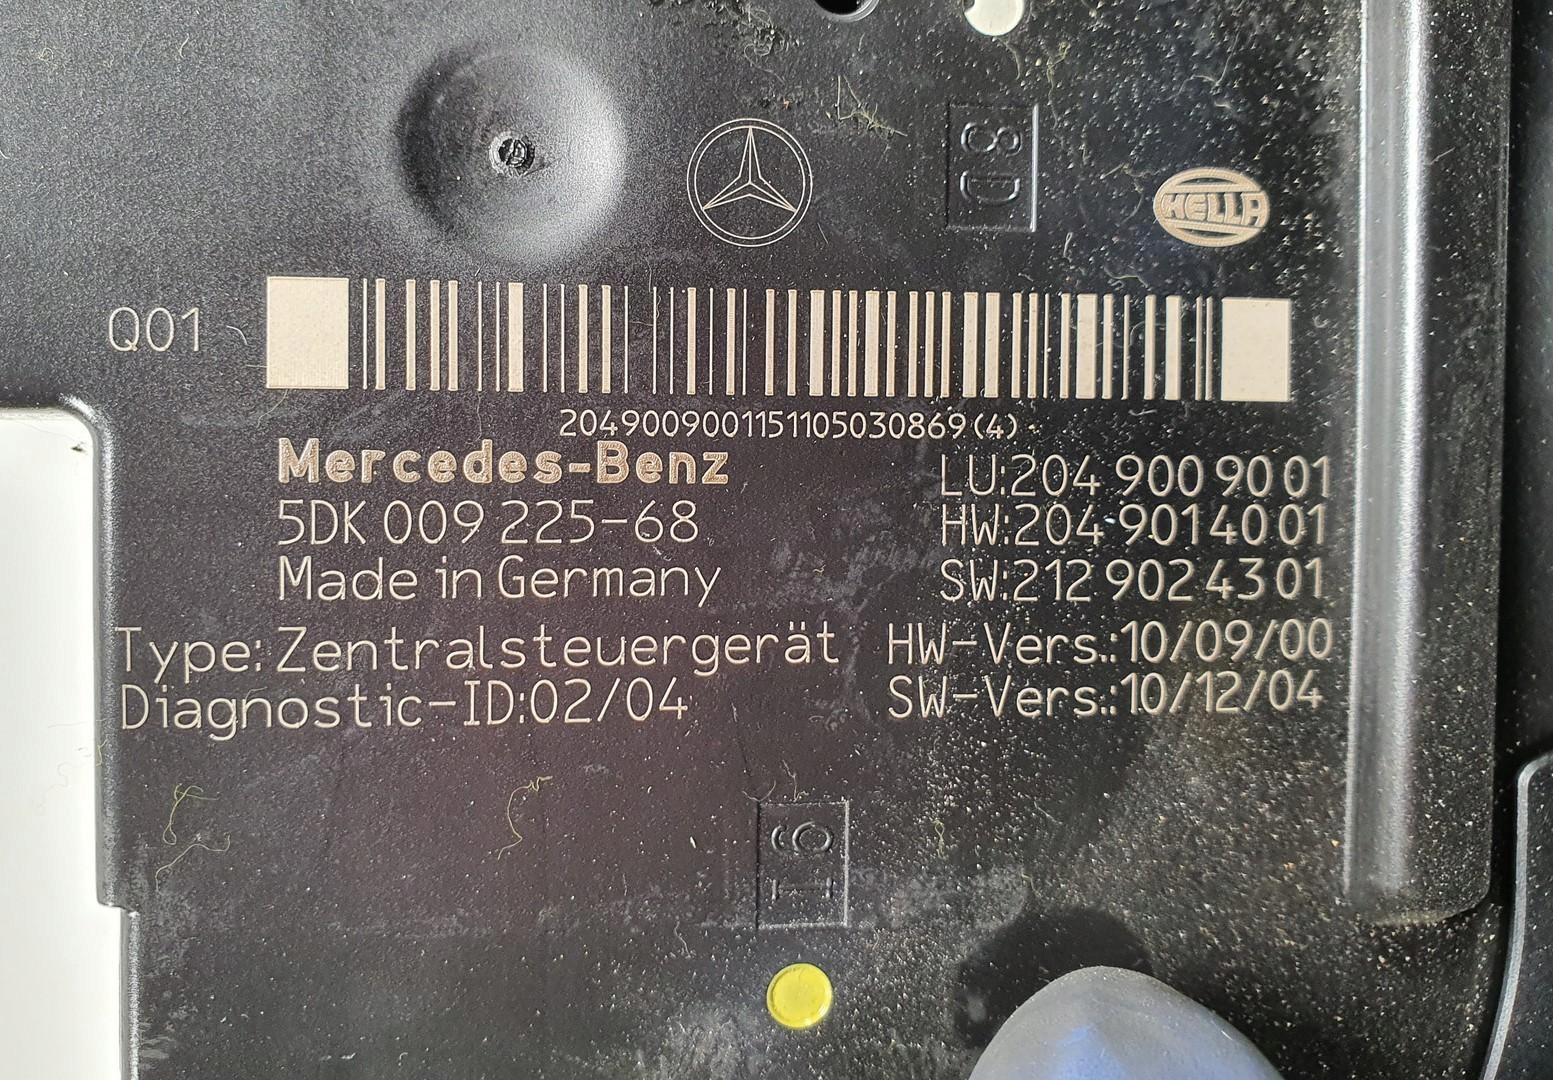 8D
HELLA
Q01
2049009001151105030869(4)
Mercedes-Benz
LU:204 900 90 01
5DK 009 225-68
HW:204 901 40 01
Made in Germany
SW:212 902 43 01
Type: Zentralsteuergerät
HW-Vers.:10/09/00
Diagnostic-ID:02/04
SW-Vers.:10/12/04
16